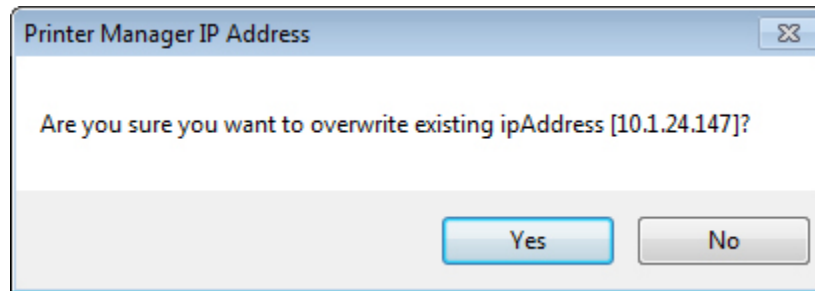 Printer Manager IP Address
Are you sure you want to overwrite existing ipAddress [10.1.24.147]?
Yes No